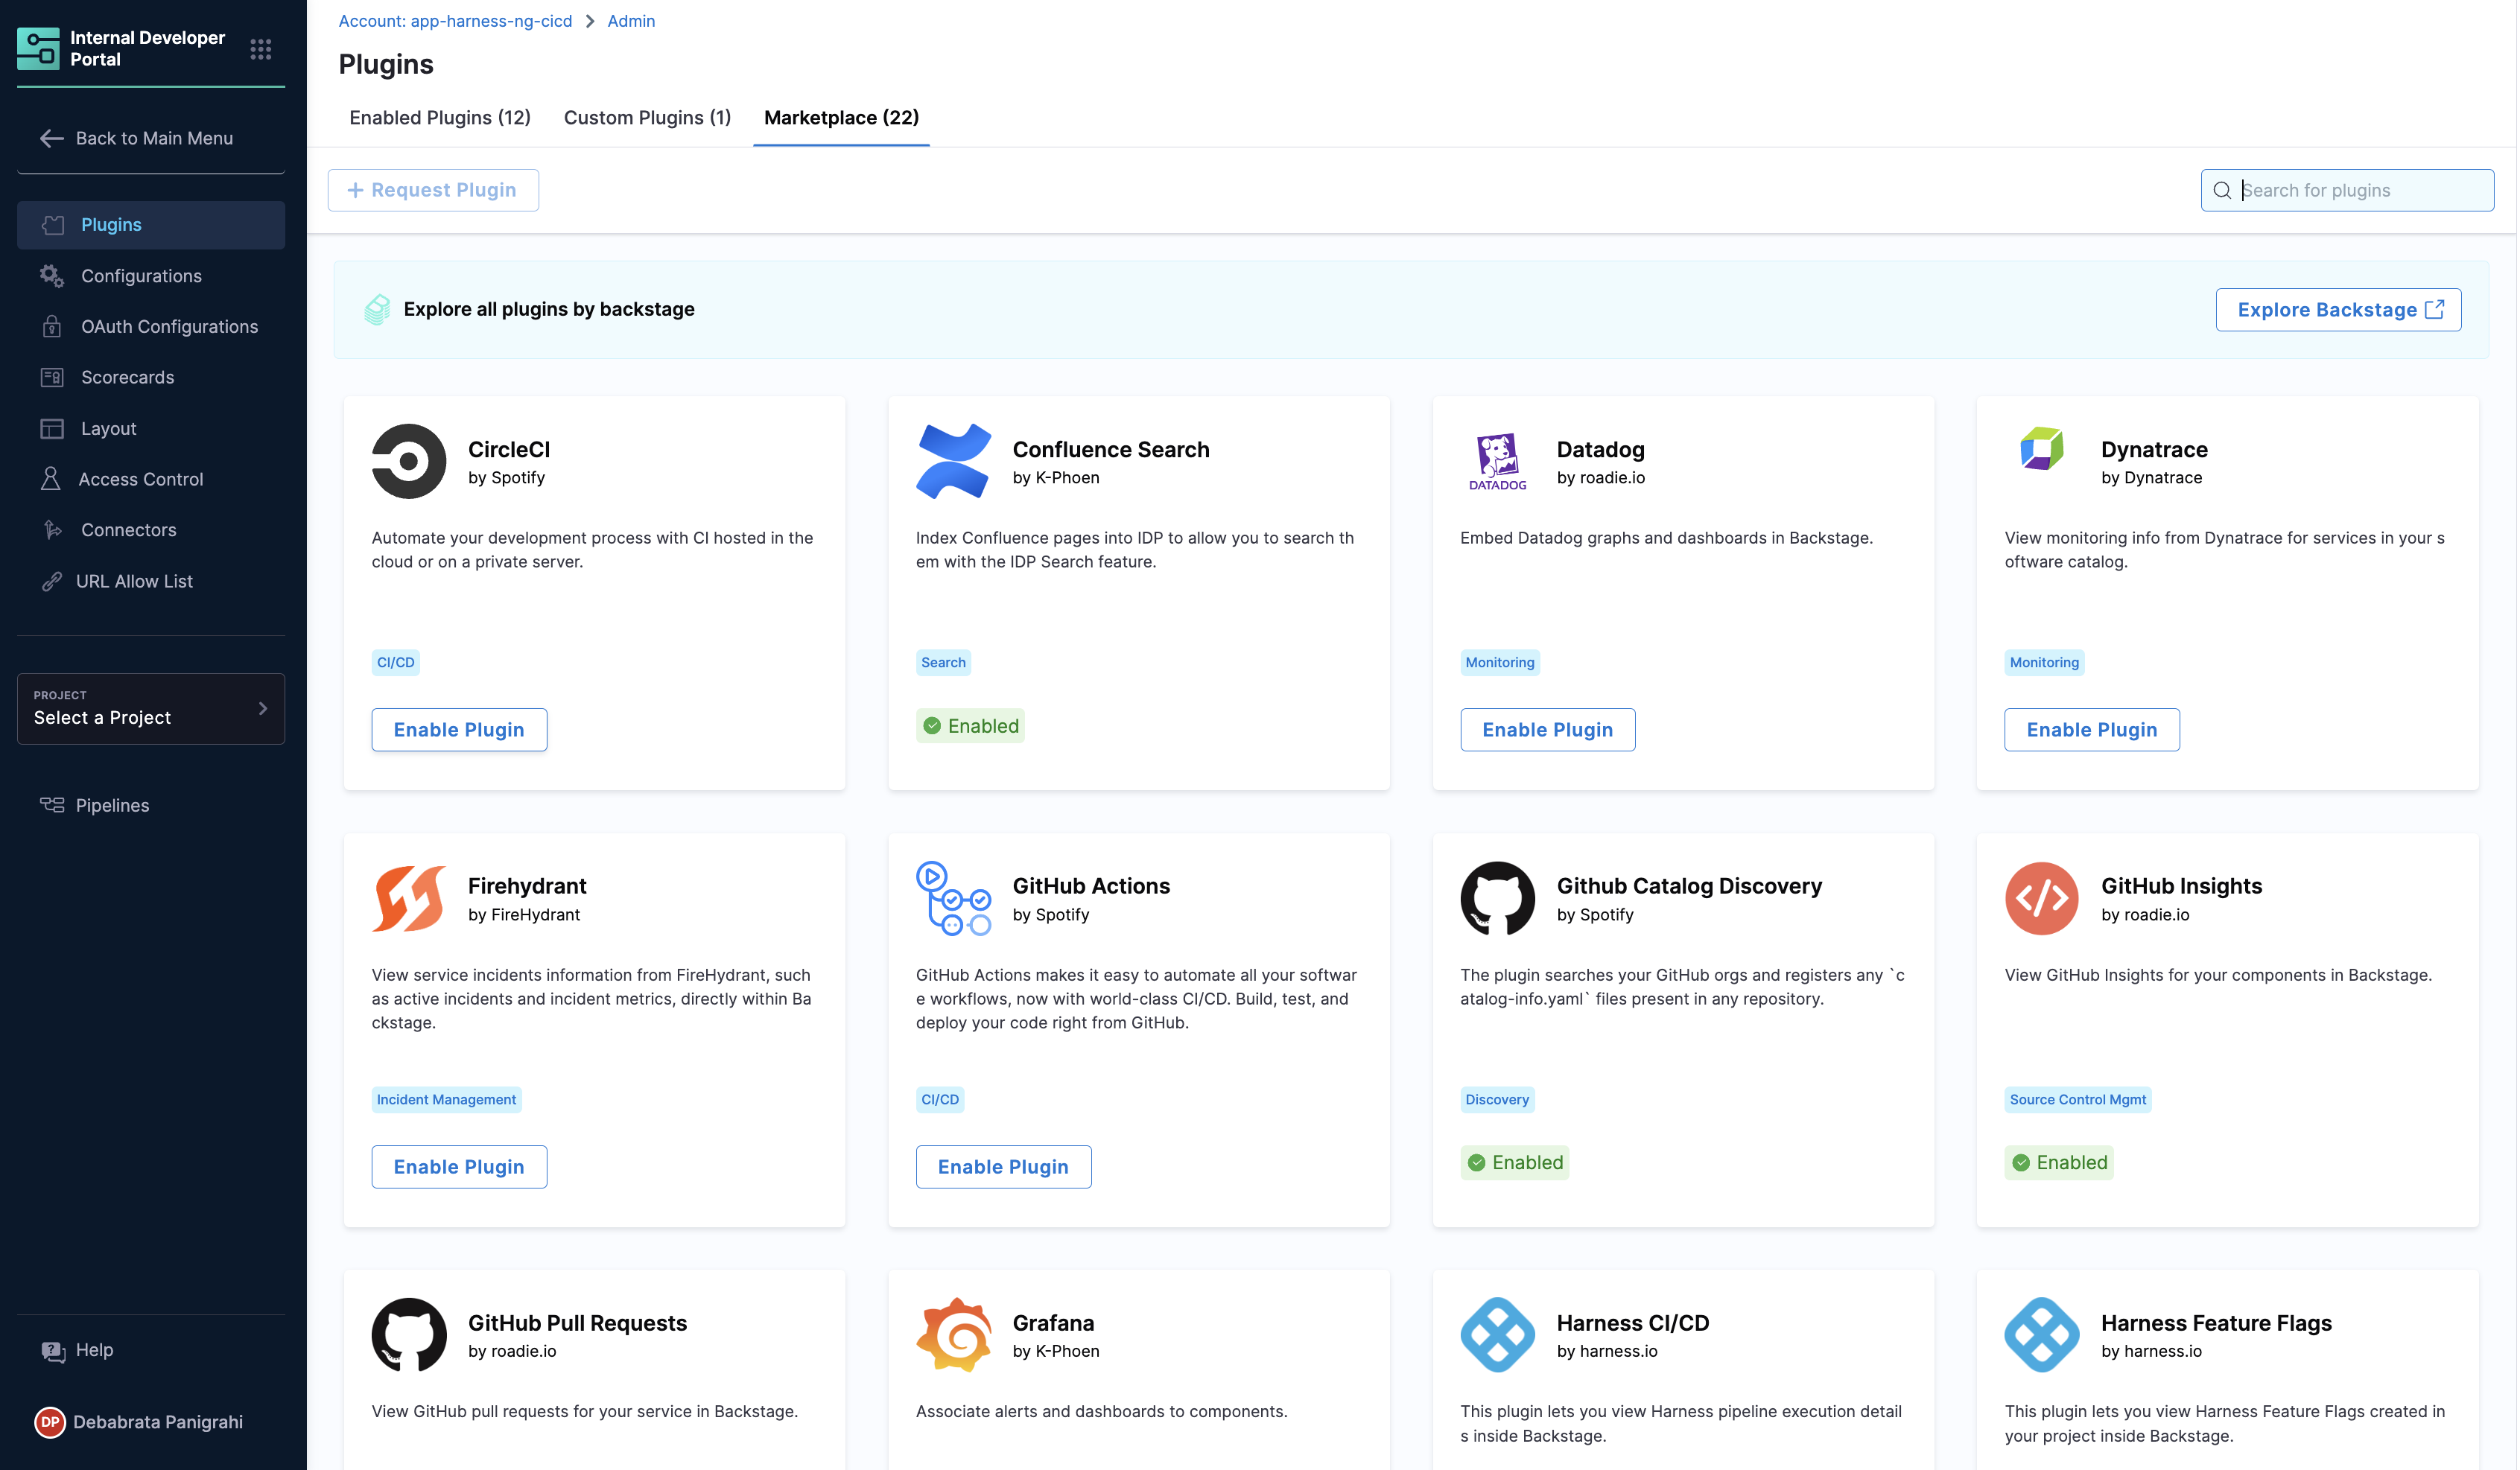 Internal Developer
Portal
Back to Main Menu
Plugins
Configurations
OAuth Configurations
Scorecards
Layout
Access Control
Connectors
URL Allow List
PROJECT
Select a Project
Pipelines
Help
DP
Debabrata Panigrahi
Account: app-harness-ng-cicd > Admin
Plugins
Enabled Plugins (12) Custom Plugins (1) Marketplace (22)
+ Request Plugin
Search for plugins
Explore all plugins by backstage
Explore Backstage
CircleCI
by Spotify
Automate your development process with CI hosted in the
cloud or on a private server.
CI/CD
Enable Plugin
Confluence Search
by K-Phoen
Index Confluence pages into IDP to allow you to search th
em with the IDP Search feature.
Search
Enabled
DATADOG
Datadog
by roadie.io
Embed Datadog graphs and dashboards in Backstage.
Monitoring
Enable Plugin
Dynatrace
by Dynatrace
View monitoring info from Dynatrace for services in your s
oftware catalog.
Monitoring
Enable Plugin
Firehydrant
by FireHydrant
View service incidents information from FireHydrant, such
as active incidents and incident metrics, directly within Ba
ckstage.
Incident Management
Enable Plugin
GitHub Actions
by Spotify
GitHub Actions makes it easy to automate all your softwar
e workflows, now with world-class CI/CD. Build, test, and
deploy your code right from GitHub.
CI/CD
Enable Plugin
Github Catalog Discovery
by Spotify
The plugin searches your GitHub orgs and registers any `c
atalog-info.yaml` files present in any repository.
Discovery
Enabled
GitHub Insights
by roadie.io
View GitHub Insights for your components in Backstage.
Source Control Mgmt
Enabled
GitHub Pull Requests
by roadie.io
View GitHub pull requests for your service in Backstage.
Grafana
by K-Phoen
Associate alerts and dashboards to components.
Harness CI/CD
by harness.io
This plugin lets you view Harness pipeline execution detail
s inside Backstage.
Harness Feature Flags
by harness.io
This plugin lets you view Harness Feature Flags created in
your project inside Backstage.